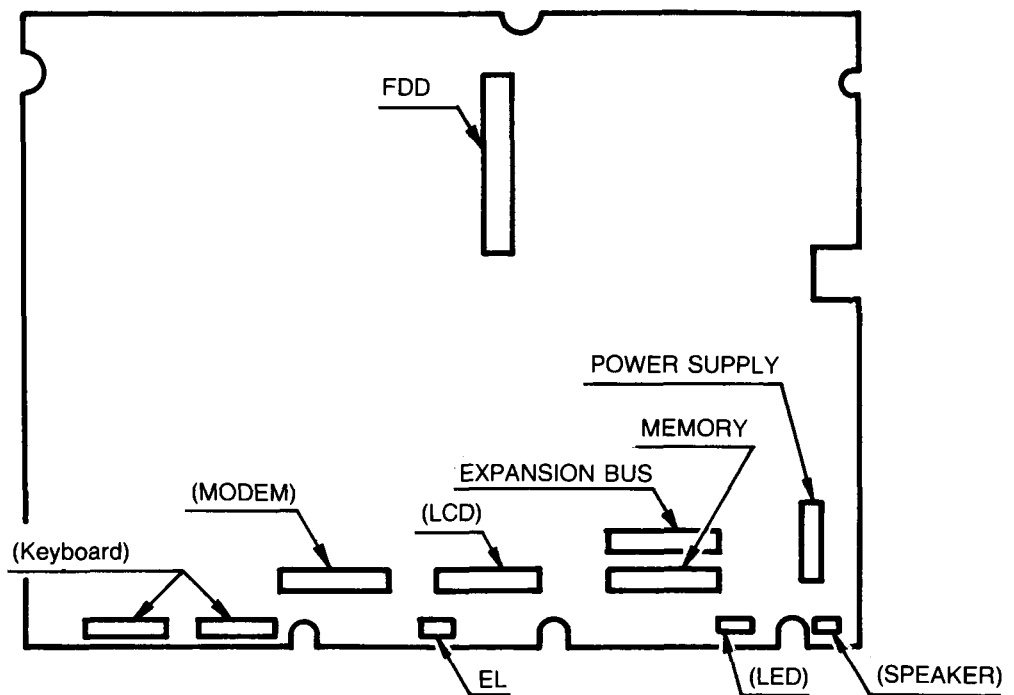 FDD
POWER SUPPLY
MEMORY
EXPANSION BUS
(MODEM)
(LCD)
(Keyboard)
EL
(LED)
(SPEAKER)